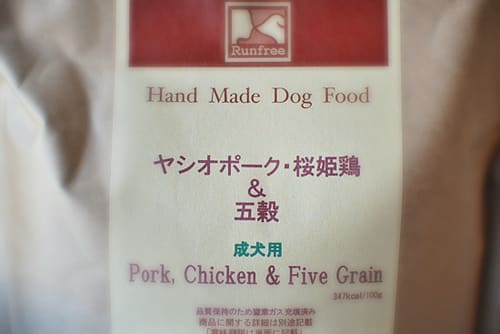 Runfree
Hand Made Dog Food
ヤシオポーク・桜姫鶏
&
五穀
成犬用
Pork, Chicken & Five Grain
347kcal/100g
品質保持のため窒素ガス充填済み
商品に関する詳細は別途記載